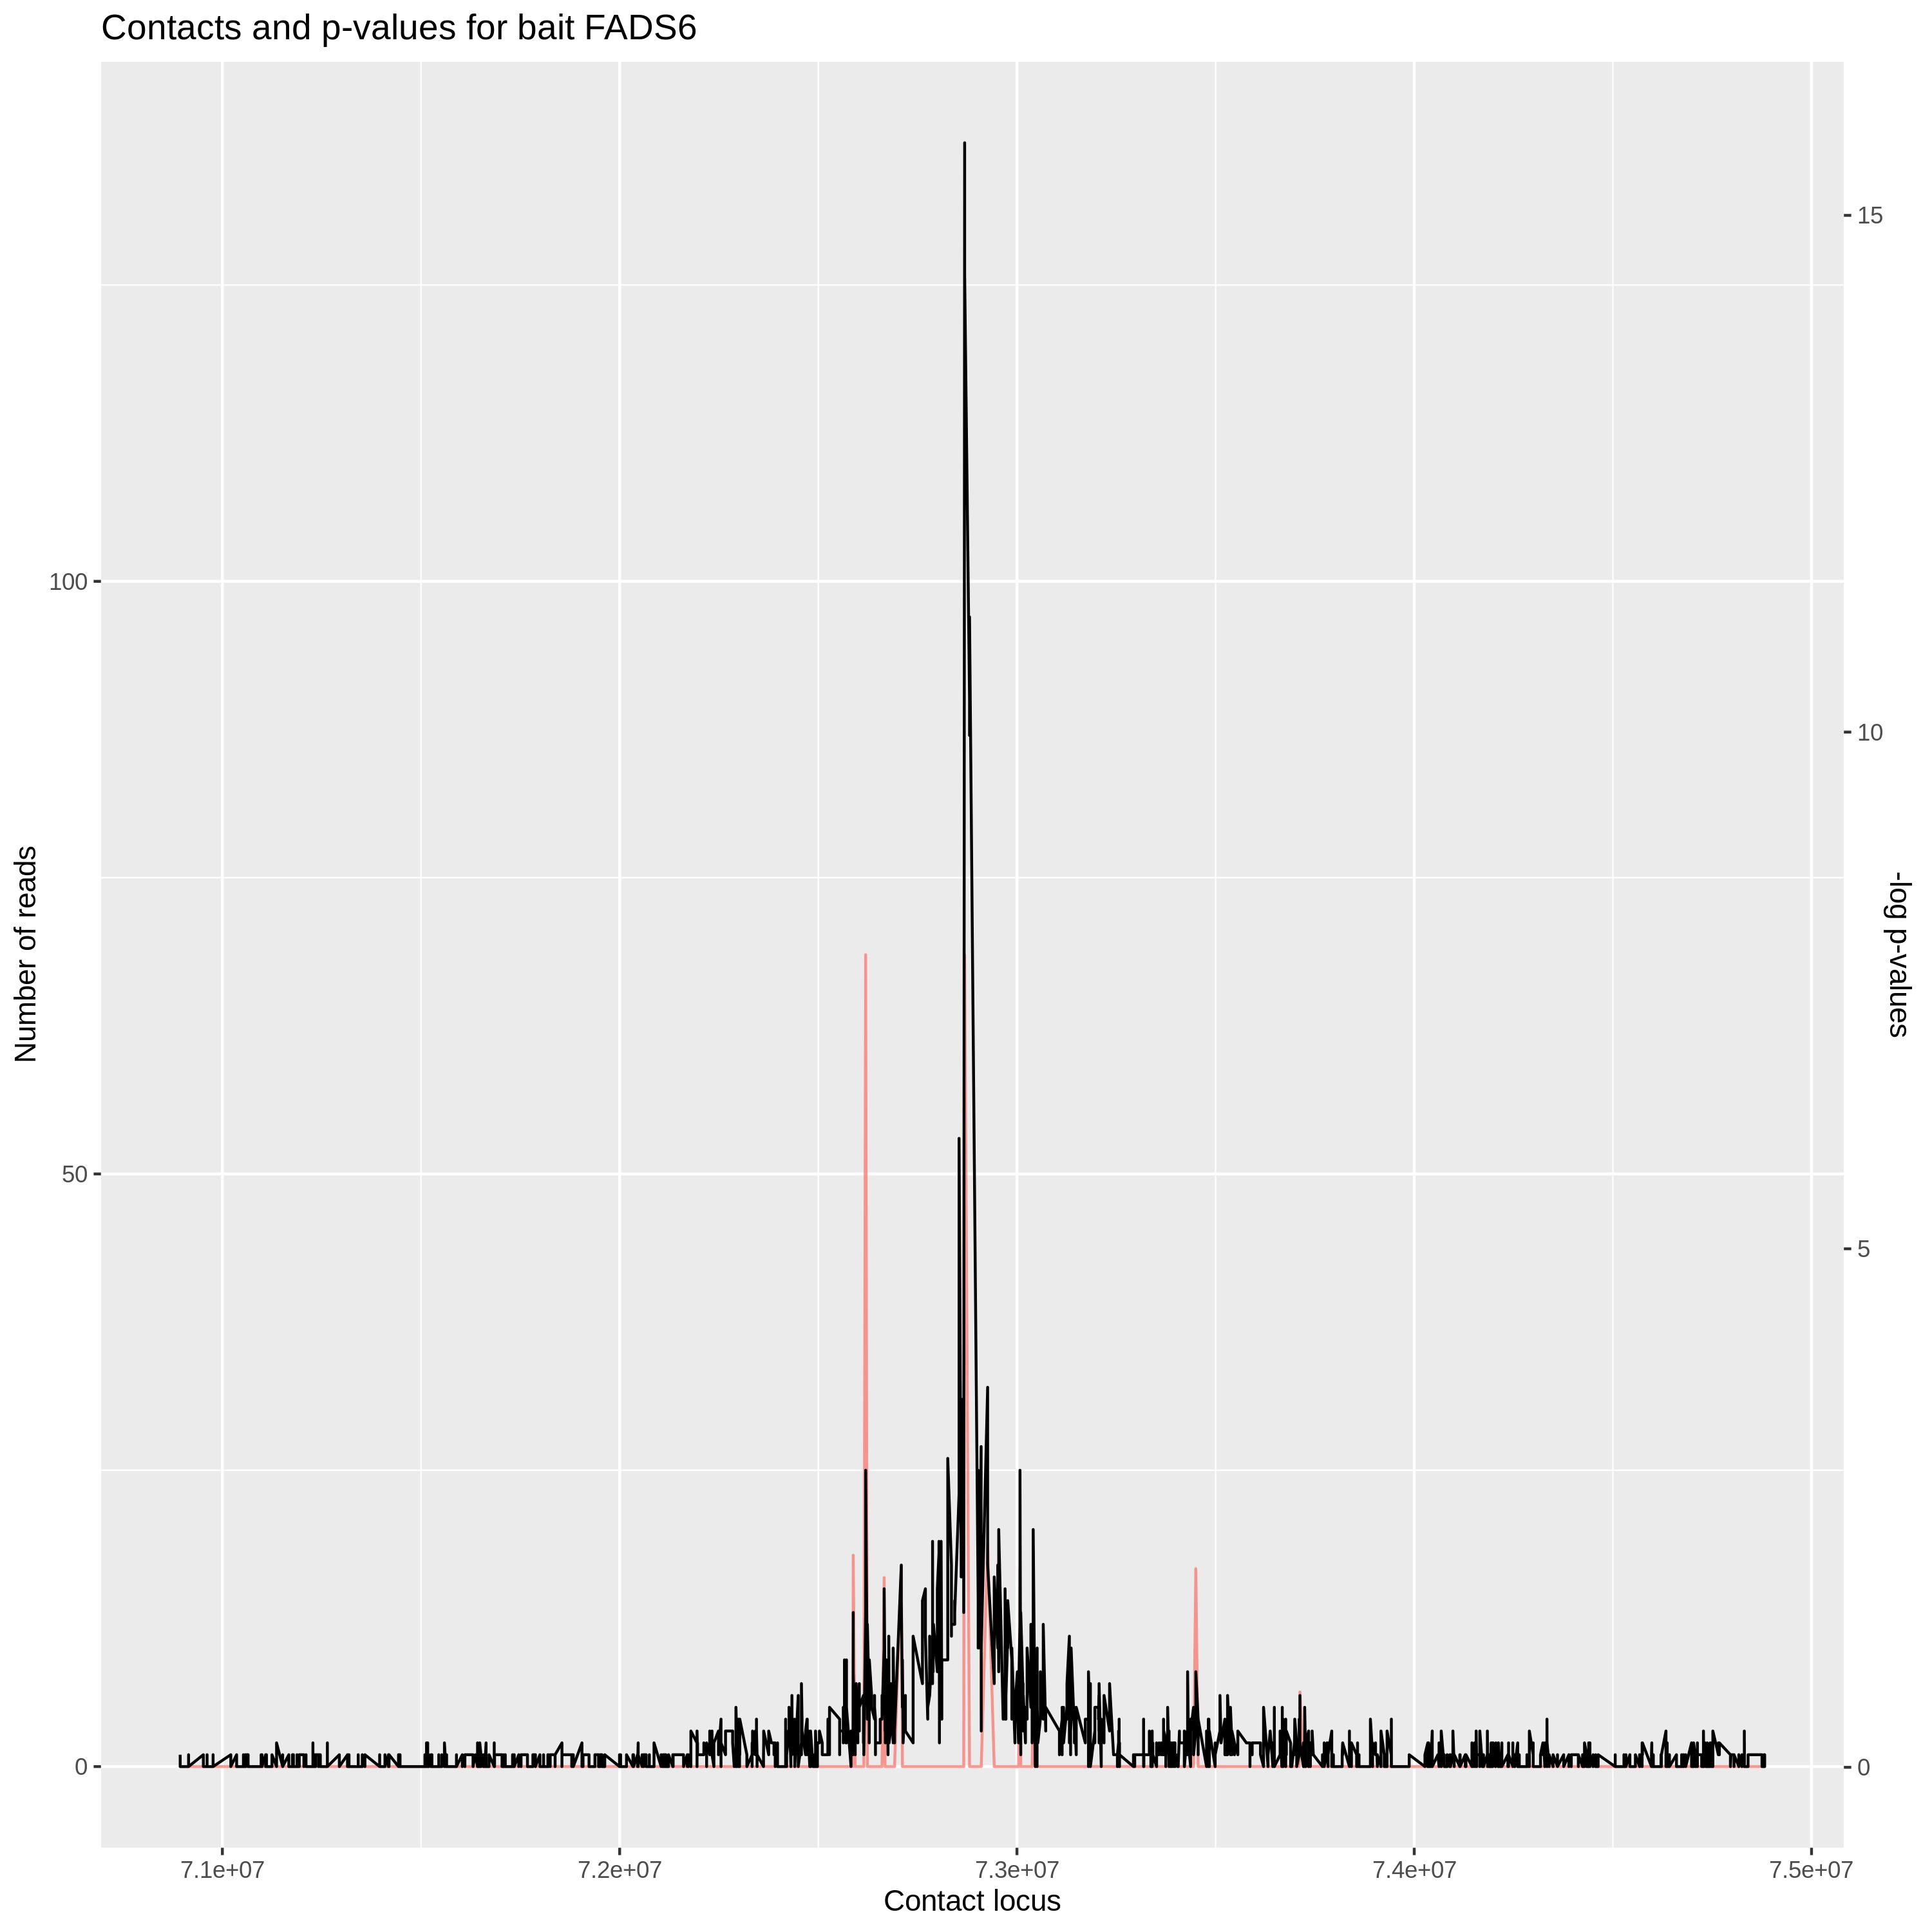 Contacts and p-values for bait FADS6
100
50
0
Number of reads
15
10
5
0
-log p-values
7.1e+07
7.2e+07
7.3e+07
7.4e+07
7.5e+07
Contact locus